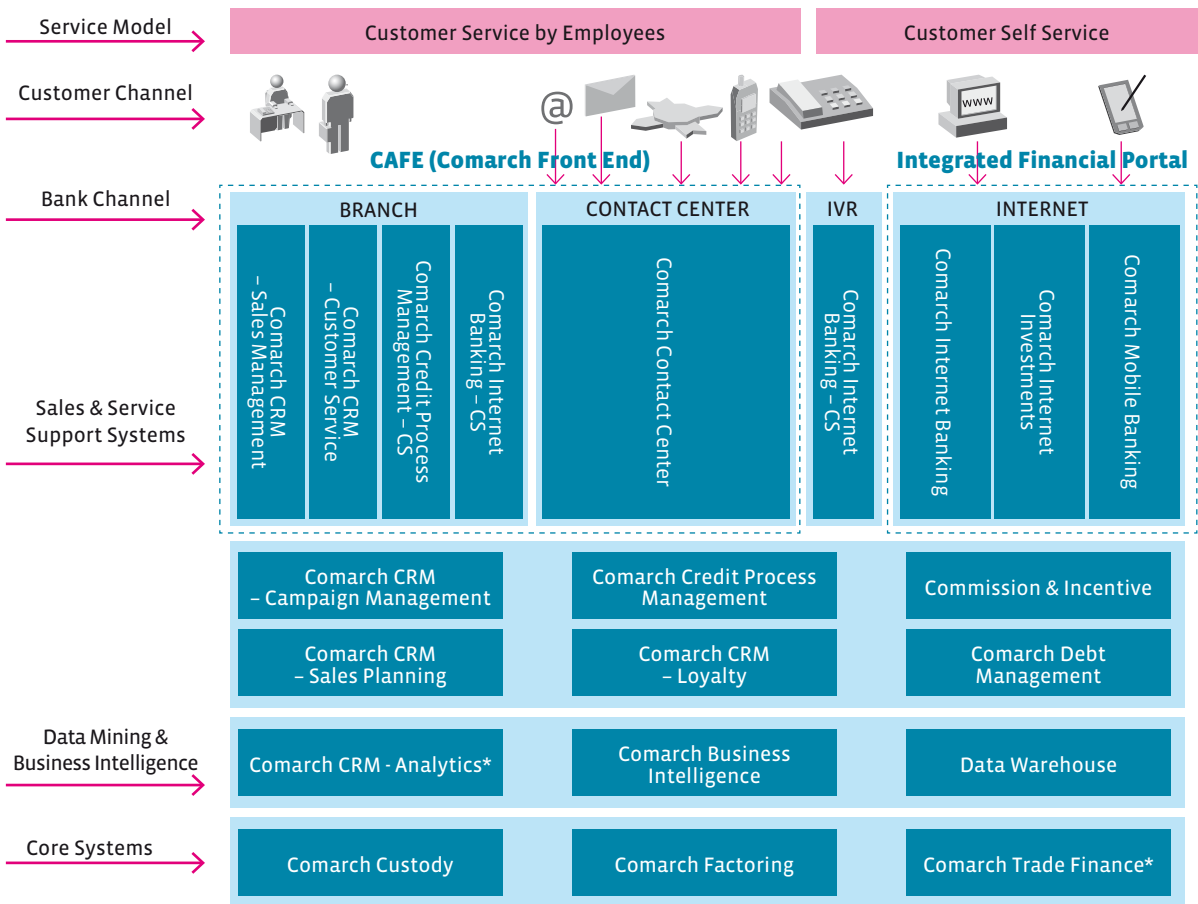 Service Model
Customer Service by Employees
Customer Self Service
Customer Channel
@
www
CAFE (Comarch Front End)
Integrated Financial Portal
Bank Channel
BRANCH
CONTACT CENTER
IVR
INTERNET
Comarch CRM
– Sales Management
Comarch CRM
– Customer Service
Comarch Credit Process
Management – CS
Comarch Internet
Banking – CS
Comarch Contact Center
Comarch Internet
Banking – CS
Comarch Internet Banking
Comarch Internet
Investments
Comarch Mobile Banking
Sales & Service
Support Systems
Comarch CRM
– Campaign Management
Comarch Credit Process
Management
Commission & Incentive
Comarch CRM
– Sales Planning
Comarch CRM
– Loyalty
Comarch Debt
Management
Data Mining &
Business Intelligence
Comarch CRM - Analytics*
Comarch Business
Intelligence
Data Warehouse
Core Systems
Comarch Custody
Comarch Factoring
Comarch Trade Finance*